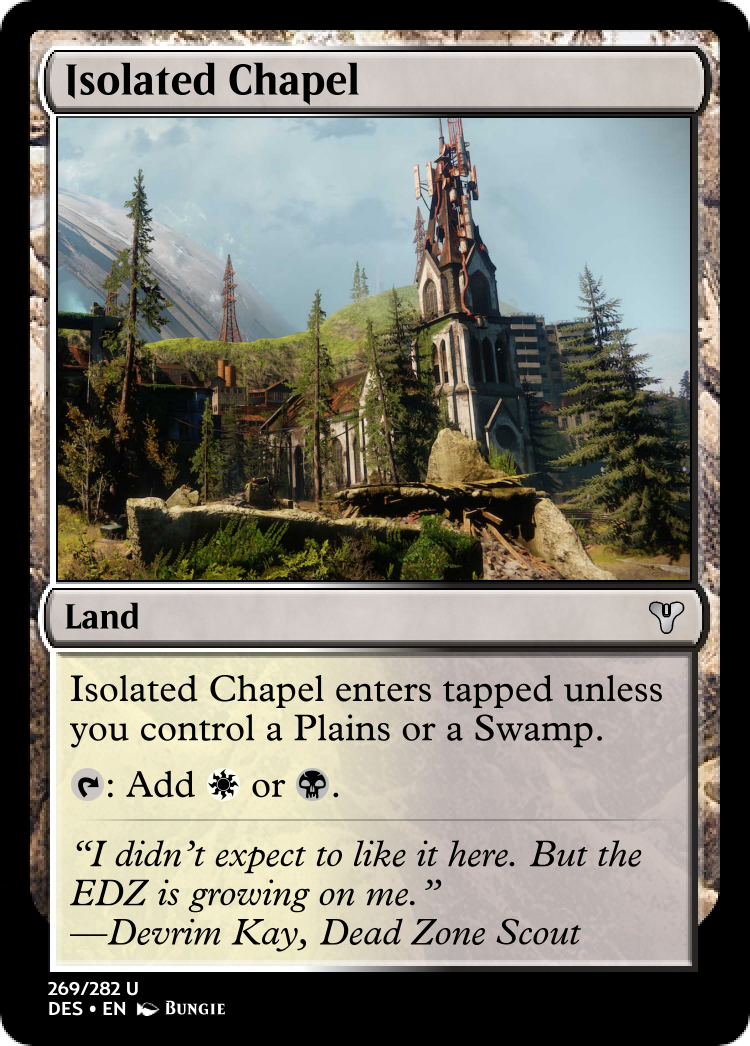 Isolated Chapel
Land
Isolated Chapel enters tapped unless
you control a Plains or a Swamp.
: Add or .
“I didn’t expect to like it here. But the
EDZ is growing on me.”
—Devrim Kay, Dead Zone Scout
269/282 U
DES • EN Bungie